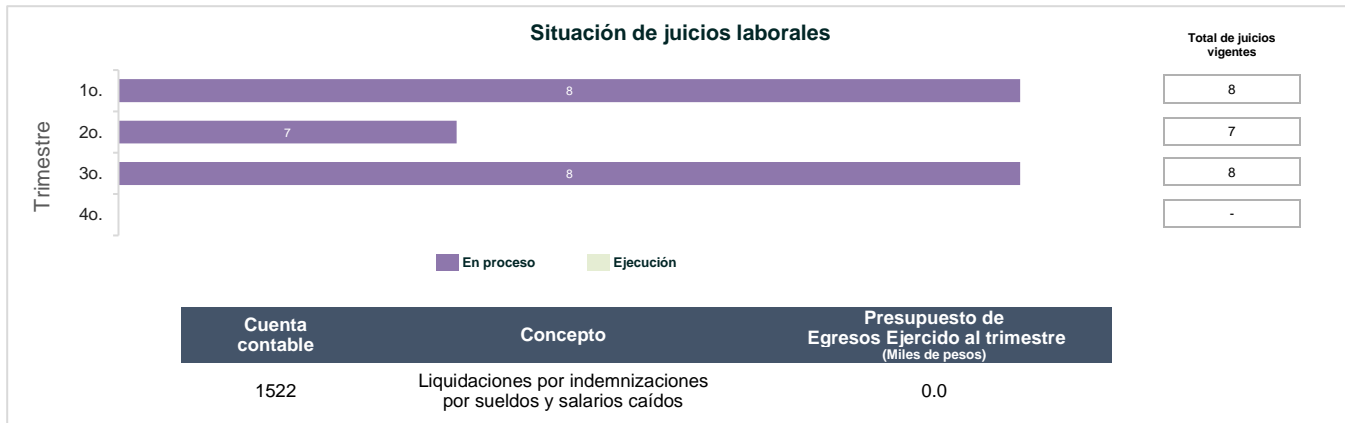 Situación de juicios laborales
Total de juicios
vigentes
Trimestre
1o.
8
8
2o.
7
7
3o.
8
8
4o.
-
En proceso
Ejecución
Cuenta
contable
Concepto
Presupuesto de
Egresos Ejercido al trimestre
(Miles de pesos)
1522
Liquidaciones por indemnizaciones
por sueldos y salarios caídos
0.0